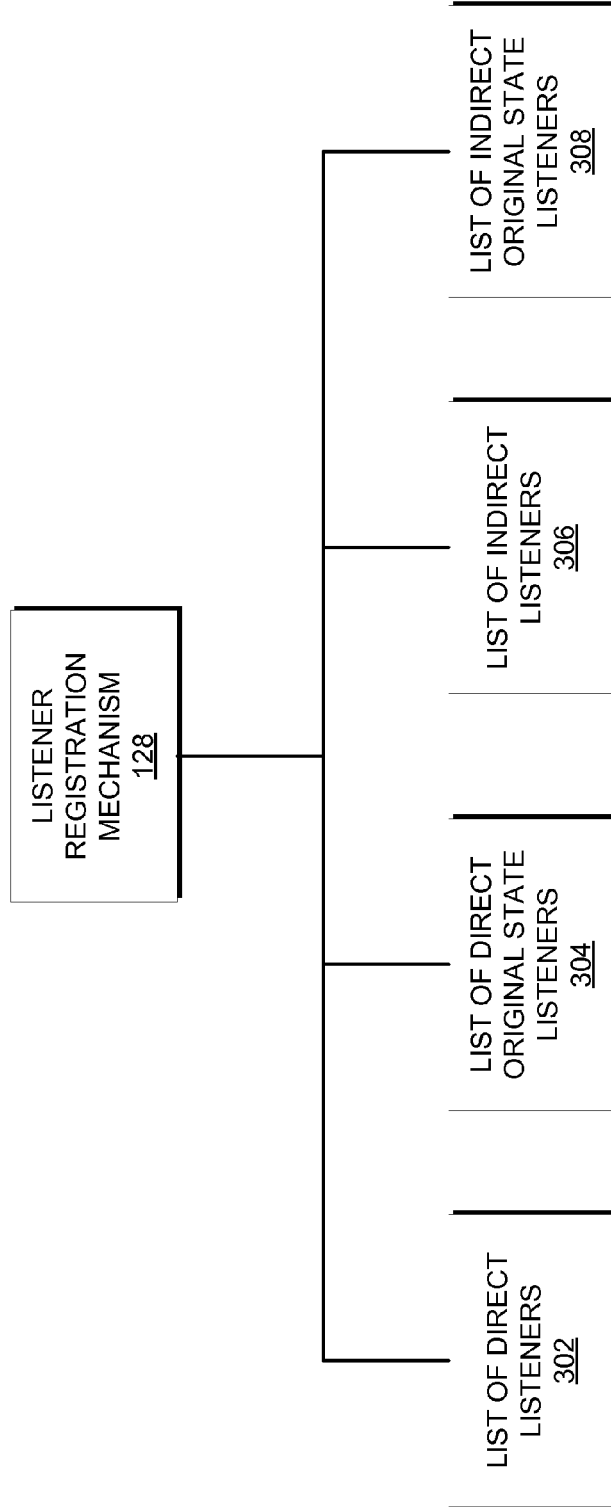 LISTENER
REGISTRATION
MECHANISM
128
LIST OF DIRECT
LISTENERS
302
LIST OF DIRECT
ORIGINAL STATE
LISTENERS
304
LIST OF INDIRECT
LISTENERS
306
LIST OF INDIRECT
ORIGINAL STATE
LISTENERS
308